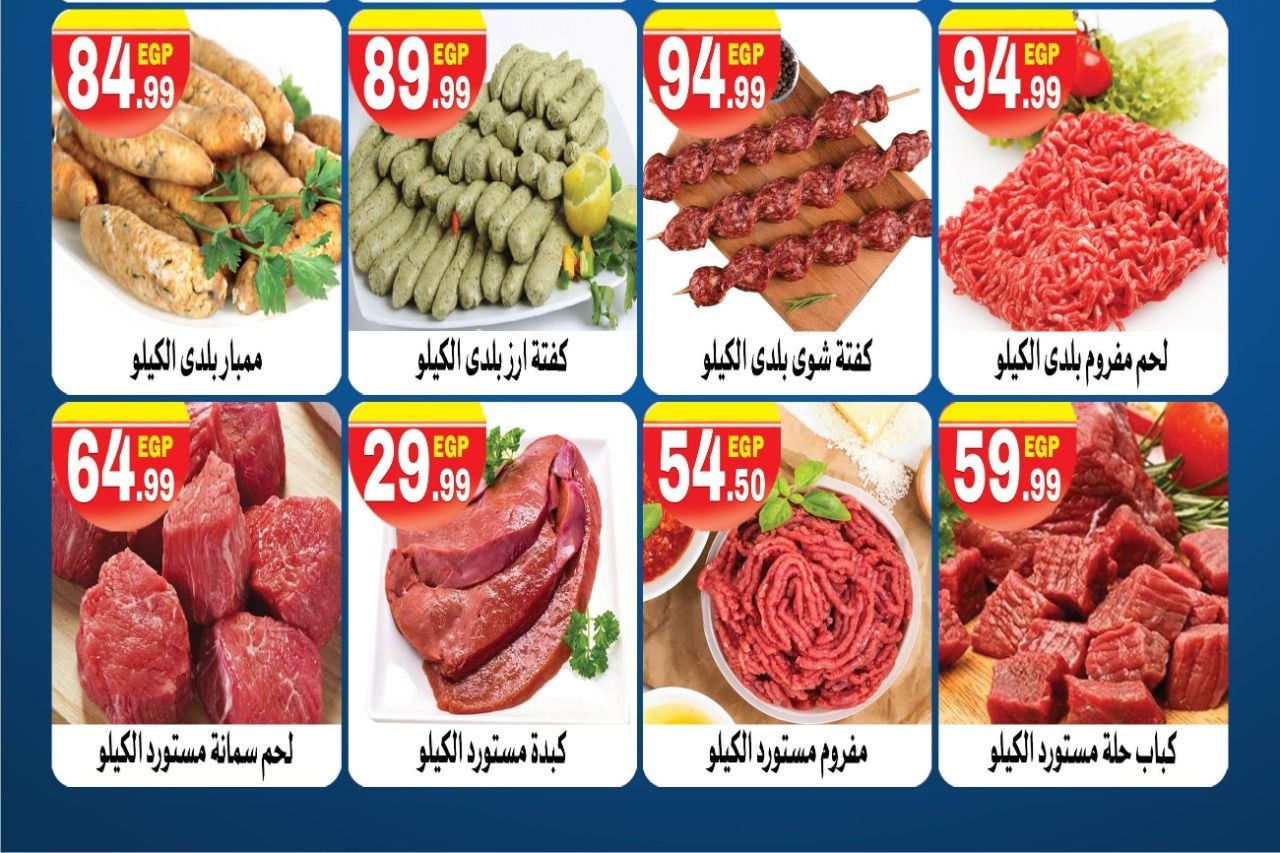 94.99 EGP
لحم مفروم بلدى الكيلو
94.99 EGP
كفتة شوى بلدى الكيلو
89.99 EGP
كفتة ارز بلدى الكيلو
84.99 EGP
ممبار بلدى الكيلو
59.99 EGP
كباب حلة مستورد الكيلو
54.50 EGP
مفروم مستورد الكيلو
29.99 EGP
كبدة مستورد الكيلو
64.99 EGP
لحم سمانة مستورد الكيلو